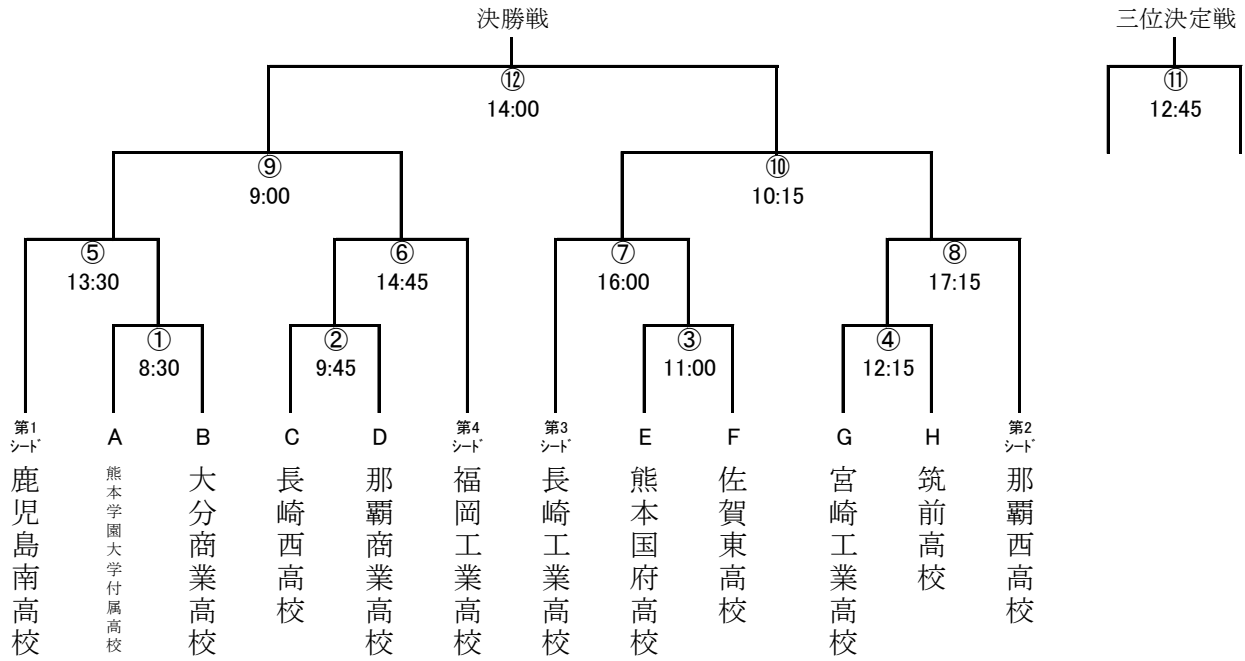 決勝戦
三位決定戦
⑫
14:00
⑪
12:45
⑨
9:00
⑩
10:15
⑤
13:30
⑥
14:45
⑦
16:00
⑧
17:15
①
8:30
②
9:45
③
11:00
④
12:15
第1
シード
鹿児島南高校
A
熊本学園大学付属高校
B
大分商業高校
C
長崎西高校
D
那覇商業高校
第4
シード
福岡工業高校
第3
シード
長崎工業高校
E
熊本国府高校
F
佐賀東高校
G
宮崎工業高校
H
筑前高校
第2
シード
那覇西高校